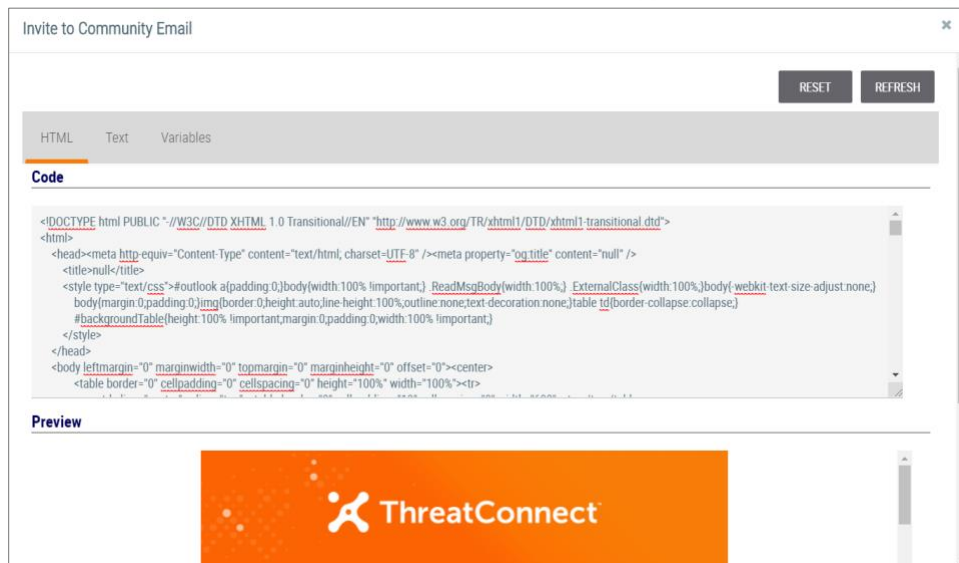 Invite to Community Email
RESET REFRESH
HTML Text Variables
Code
<!DOCTYPE html PUBLIC "-//W3C//DTD XHTML 1.0 Transitional//EN" "http://www.w3.org/TR/xhtml1/DTD/xhtml1-transitional.dtd">
<html>
<head><meta http-equiv="Content-Type" content="text/html; charset=UTF-8" /><meta property="og:title" content="null" />
<title>null</title>
<style type="text/css">#outlook a{padding:0;}body{width:100% !important;} .ReadMsgBody{width:100%;} .ExternalClass{width:100%;}body{-webkit-text-size-adjust:none;}
body{margin:0;padding:0;}img{border:0;height:auto;line-height:100%;outline:none;text-decoration:none;}table td{border-collapse:collapse;}
#backgroundTable{height:100% !important;margin:0;padding:0;width:100% !important;}
</style>
</head>
<body leftmargin="0" marginwidth="0" topmargin="0" marginheight="0" offset="0"><center>
<table border="0" cellpadding="0" cellspacing="0" height="100%" width="100%"><tr>
Preview
ThreatConnect